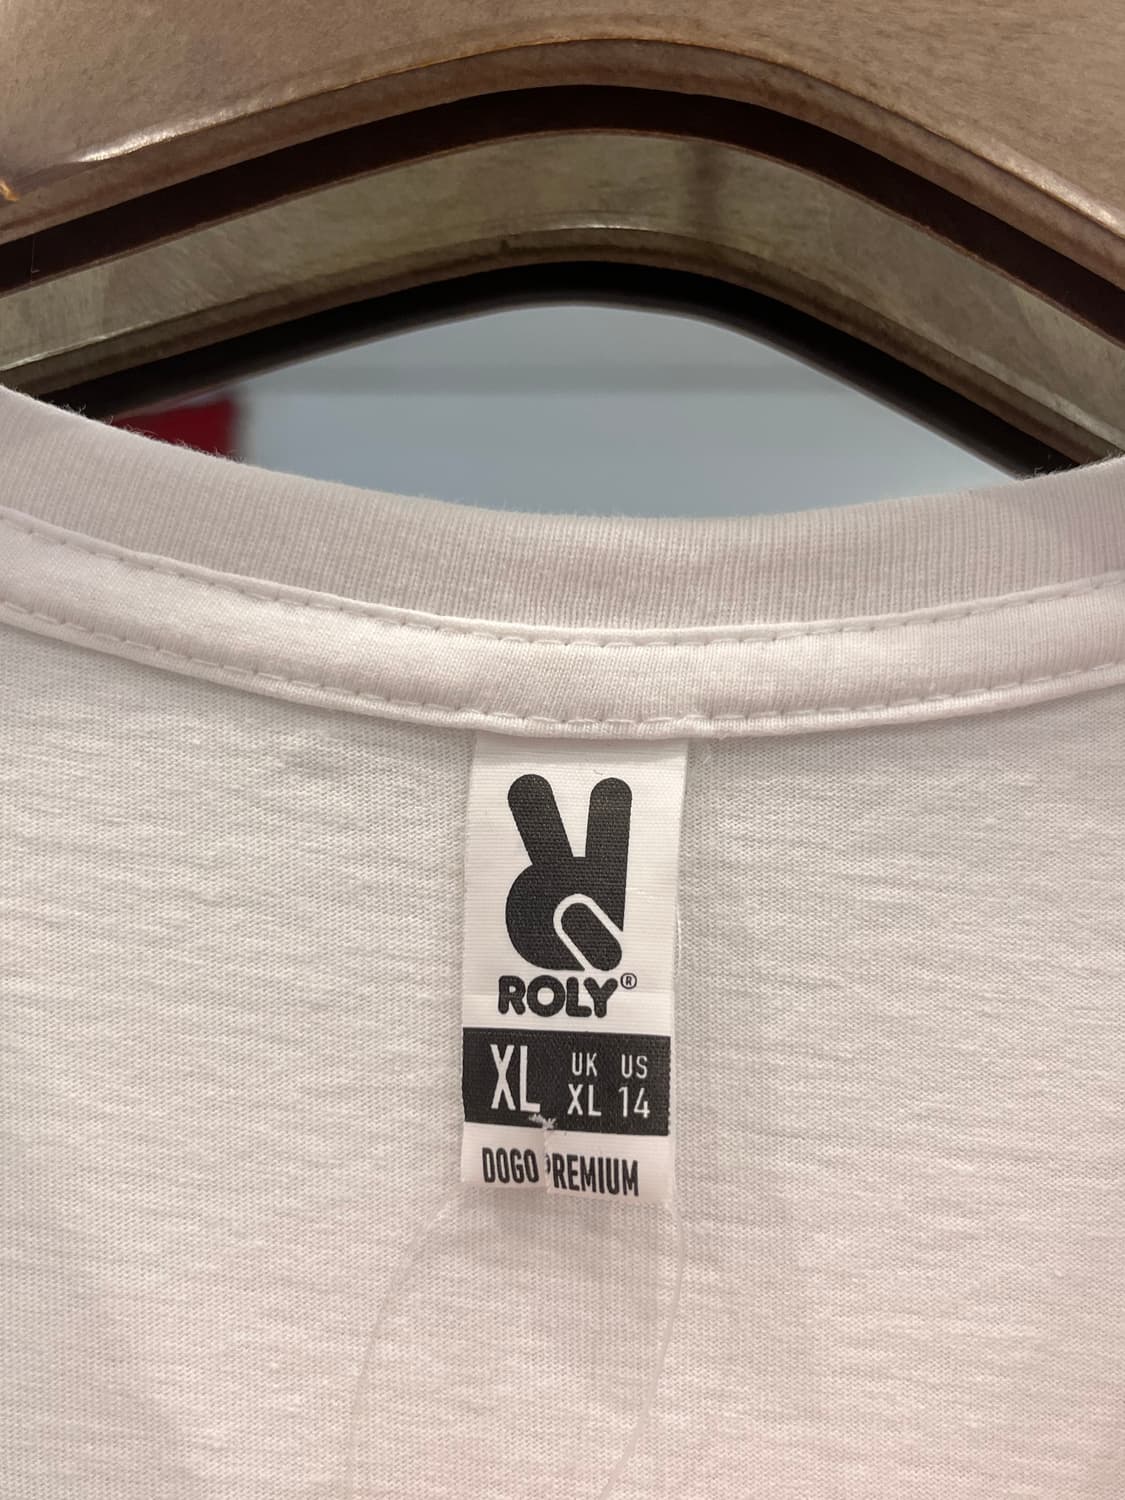 ROLY®
XL UK US
XL 14
DOGO PREMIUM